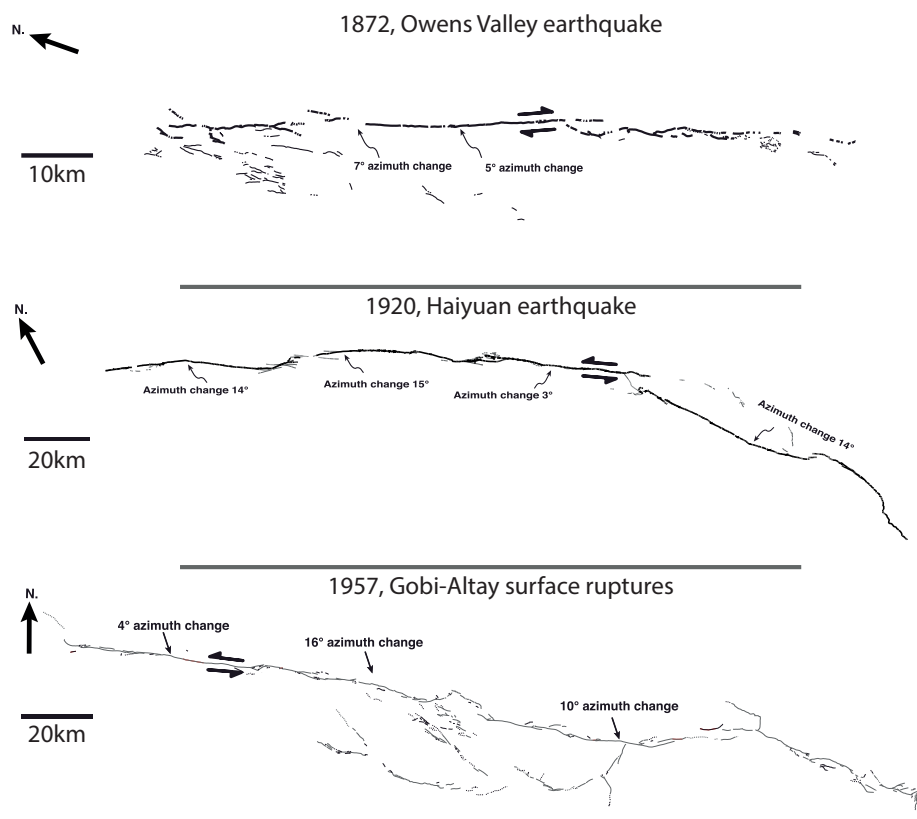 1872, Owens Valley earthquake
N.
7° azimuth change
5° azimuth change
10km
1920, Haiyuan earthquake
N.
Azimuth change 14°
Azimuth change 15°
Azimuth change 3°
Azimuth change 14°
20km
1957, Gobi-Altay surface ruptures
N.
4° azimuth change
16° azimuth change
10° azimuth change
20km